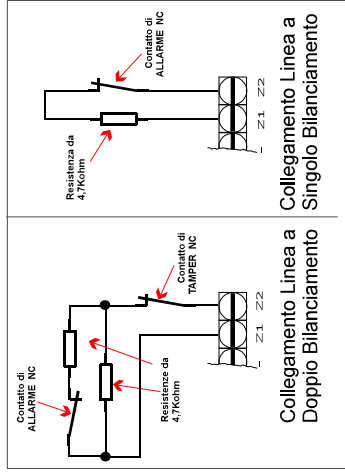 Contatto di
ALLARME NC
Resistenza da
4,7Kohm
Z1 Z2
Collegamento Linea a
Singolo Bilanciamento
Contatto di
ALLARME NC
Resistenze da
4,7Kohm
Contatto di
TAMPER NC
Z1 Z2
Collegamento Linea a
Doppio Bilanciamento